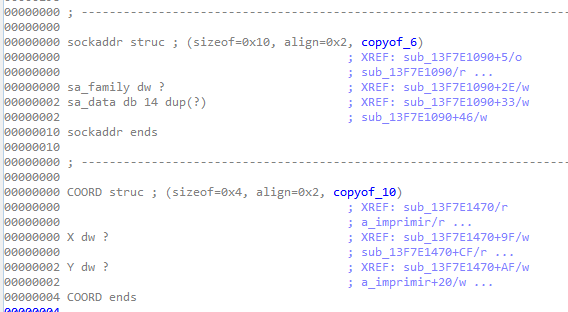 00000000 ; ---------------------------------------------------------------------------
00000000
00000000 sockaddr struc ; (sizeof=0x10, align=0x2, copyof_6)
00000000 ; XREF: sub_13F7E1090+5/o
00000000 ; sub_13F7E1090/r ...
00000000 sa_family dw ? ; XREF: sub_13F7E1090+2E/w
00000002 sa_data db 14 dup(?) ; XREF: sub_13F7E1090+33/w
00000002 ; sub_13F7E1090+46/w
00000010 sockaddr ends
00000010
00000000 ; ---------------------------------------------------------------------------
00000000
00000000 COORD struc ; (sizeof=0x4, align=0x2, copyof_10)
00000000 ; XREF: sub_13F7E1470/r
00000000 ; a_imprimir/r ...
00000000 X dw ? ; XREF: sub_13F7E1470+9F/w
00000000 ; sub_13F7E1470+CF/r ...
00000002 Y dw ? ; XREF: sub_13F7E1470+AF/w
00000002 ; a_imprimir+20/w ...
00000004 COORD ends
00000004